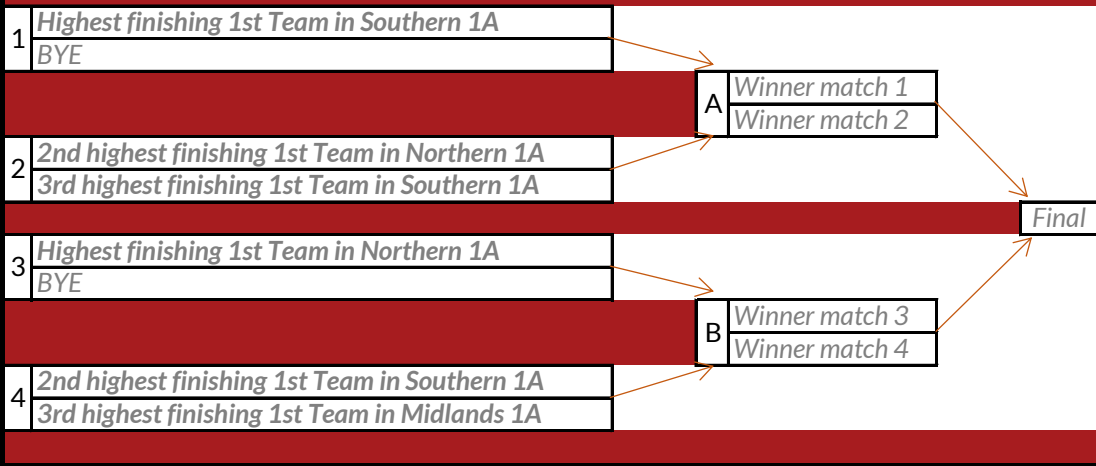 1
Highest finishing 1st Team in Southern 1A
BYE
A
Winner match 1
Winner match 2
2
2nd highest finishing 1st Team in Northern 1A
3rd highest finishing 1st Team in Southern 1A
Final
3
Highest finishing 1st Team in Northern 1A
BYE
B
Winner match 3
Winner match 4
4
2nd highest finishing 1st Team in Southern 1A
3rd highest finishing 1st Team in Midlands 1A